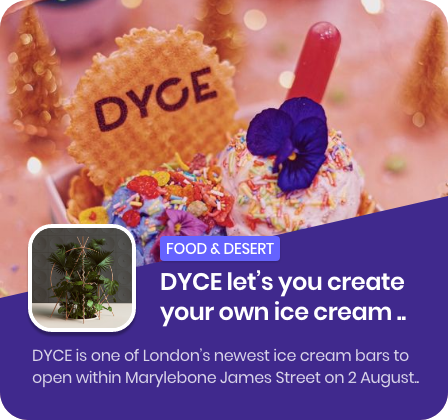 DYCE
FOOD & DESERT
DYCE let's you create
your own ice cream ..
DYCE is one of London's newest ice cream bars to
open within Marylebone James Street on 2 August..